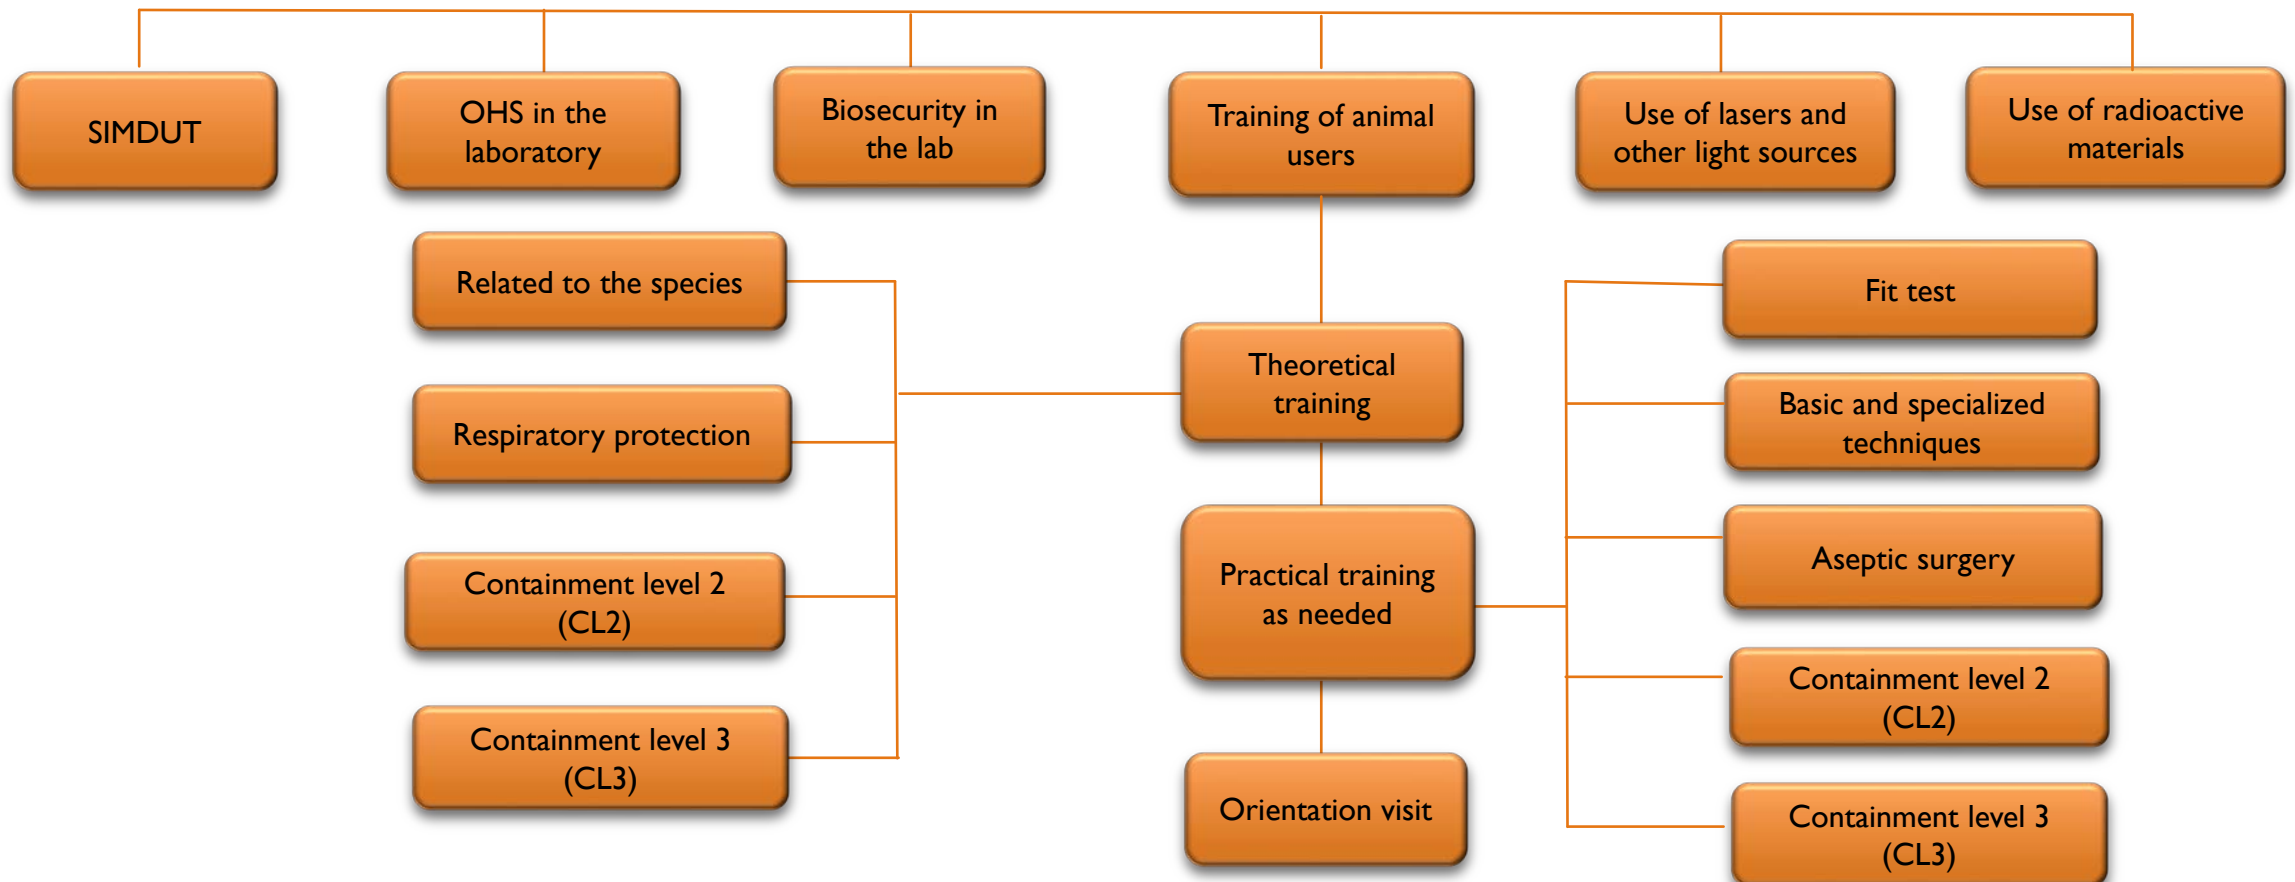 SIMDUT
OHS in the
laboratory
Biosecurity in
the lab
Training of animal
users
Use of lasers and
other light sources
Use of radioactive
materials
Related to the species
Respiratory protection
Containment level 2
(CL2)
Containment level 3
(CL3)
Theoretical
training
Practical training
as needed
Orientation visit
Fit test
Basic and specialized
techniques
Aseptic surgery
Containment level 2
(CL2)
Containment level 3
(CL3)